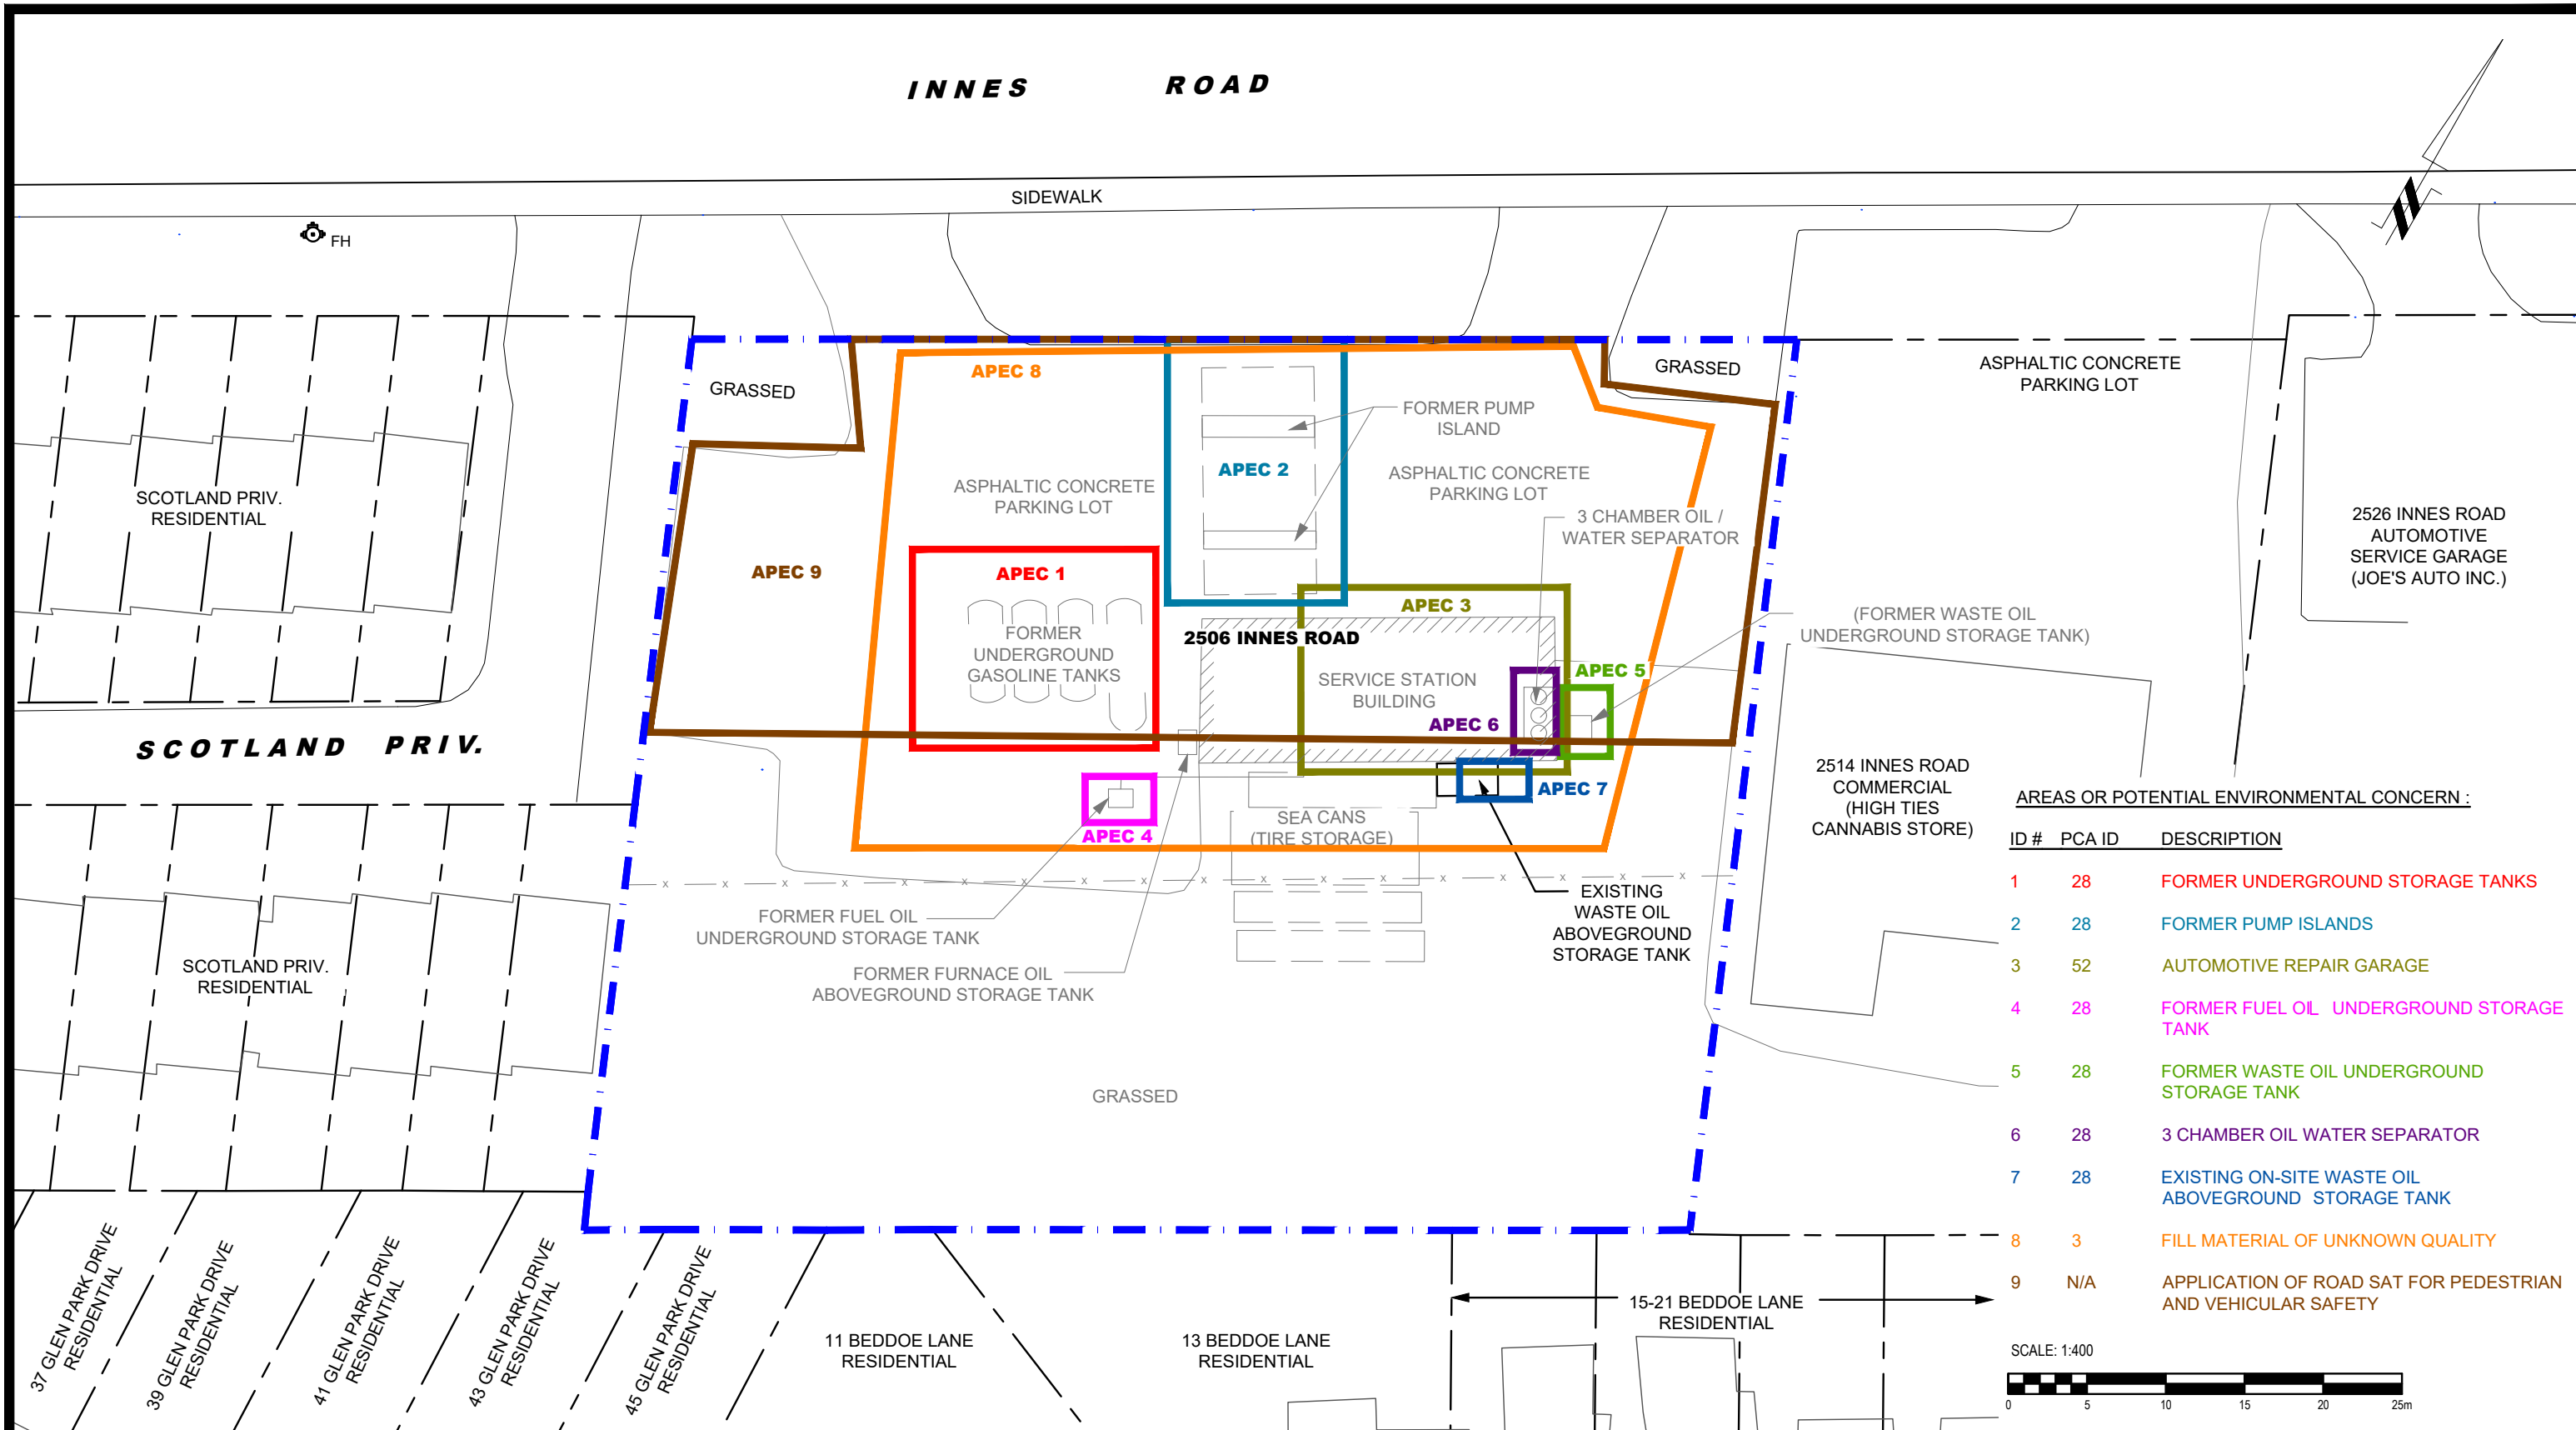 INNES ROAD
SIDEWALK
FH
GRASSED
APEC 8
GRASSED
ASPHALTIC CONCRETE
PARKING LOT
FORMER PUMP
ISLAND
APEC 2
ASPHALTIC CONCRETE
PARKING LOT
ASPHALTIC CONCRETE
PARKING LOT
SCOTLAND PRIV.
RESIDENTIAL
3 CHAMBER OIL /
WATER SEPARATOR
2526 INNES ROAD
AUTOMOTIVE
SERVICE GARAGE
(JOE'S AUTO INC.)
APEC 9
APEC 1
APEC 3
FORMER
UNDERGROUND
GASOLINE TANKS
2506 INNES ROAD
(FORMER WASTE OIL
UNDERGROUND STORAGE TANK)
SERVICE STATION
BUILDING
APEC 5
APEC 6
SCOTLAND PRIV.
APEC 7
APEC 4
SEA CANS
(TIRE STORAGE)
2514 INNES ROAD
COMMERCIAL
(HIGH TIES
CANNABIS STORE)
x x x x x x x x x x x x x x x x x x
EXISTING
WASTE OIL
ABOVEGROUND
STORAGE TANK
FORMER FUEL OIL
UNDERGROUND STORAGE TANK
FORMER FURNACE OIL
ABOVEGROUND STORAGE TANK
SCOTLAND PRIV.
RESIDENTIAL
GRASSED
AREAS OR POTENTIAL ENVIRONMENTAL CONCERN :
ID # PCA ID DESCRIPTION
1 28 FORMER UNDERGROUND STORAGE TANKS
2 28 FORMER PUMP ISLANDS
3 52 AUTOMOTIVE REPAIR GARAGE
4 28 FORMER FUEL OIL UNDERGROUND STORAGE
TANK
5 28 FORMER WASTE OIL UNDERGROUND
STORAGE TANK
6 28 3 CHAMBER OIL WATER SEPARATOR
7 28 EXISTING ON-SITE WASTE OIL
ABOVEGROUND STORAGE TANK
8 3 FILL MATERIAL OF UNKNOWN QUALITY
9 N/A APPLICATION OF ROAD SAT FOR PEDESTRIAN
AND VEHICULAR SAFETY
37 GLEN PARK DRIVE
RESIDENTIAL
39 GLEN PARK DRIVE
RESIDENTIAL
41 GLEN PARK DRIVE
RESIDENTIAL
43 GLEN PARK DRIVE
RESIDENTIAL
45 GLEN PARK DRIVE
RESIDENTIAL
11 BEDDOE LANE
RESIDENTIAL
13 BEDDOE LANE
RESIDENTIAL
15-21 BEDDOE LANE
RESIDENTIAL
SCALE: 1:400
0 5 10 15 20 25m